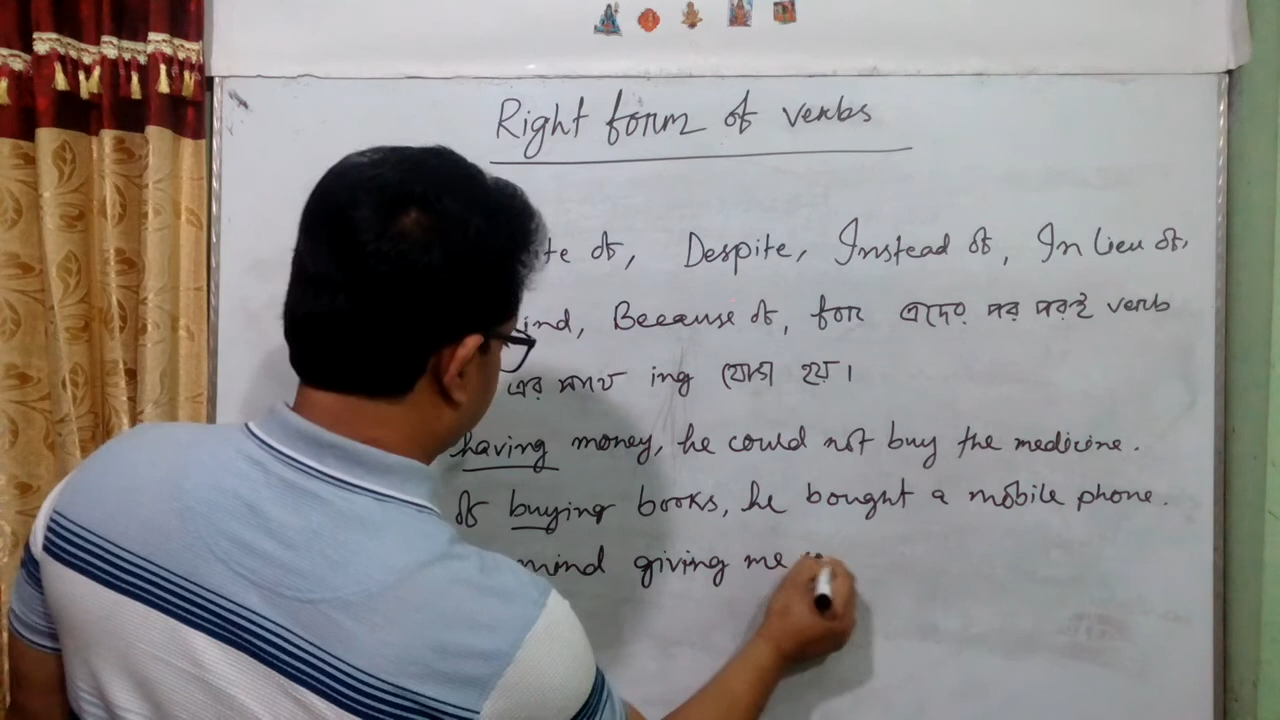 Right form of verbs
ite of, Despite, Instead of, In lieu of,
ind, Because of, for এদের পর পরই verb
এর সাথে ing যোগ হয়।
having money, he could not buy the medicine.
of buying books, he bought a mobile phone.
mind giving me